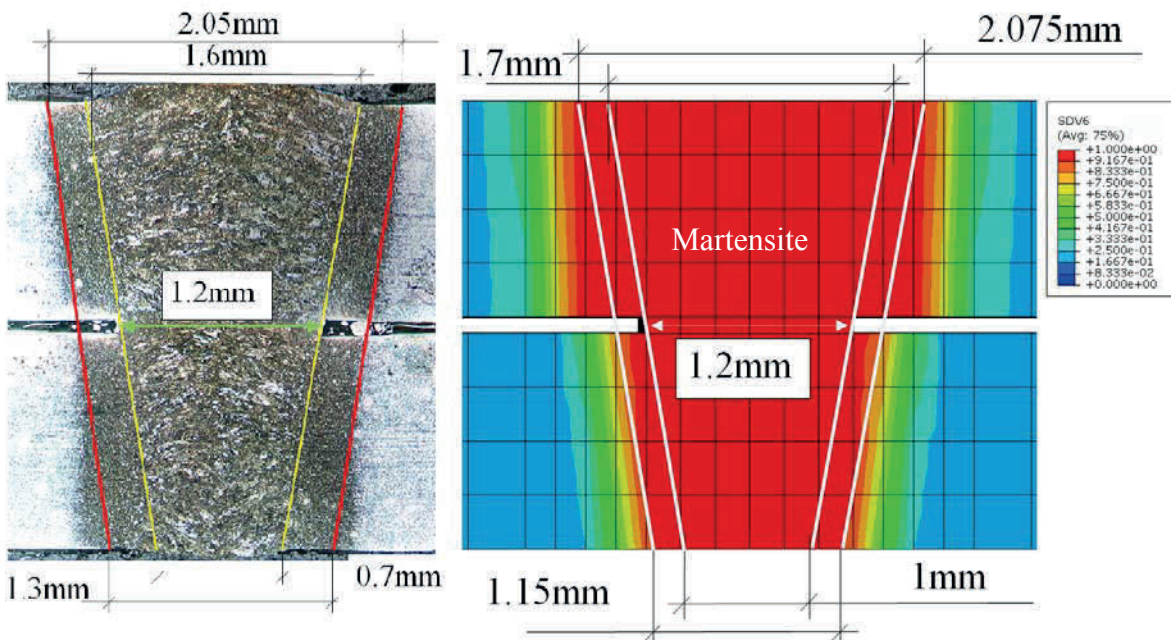 2.05mm
1.6mm
1.2mm
1.3mm
0.7mm
2.075mm
1.7mm
Martensite
1.2mm
1.15mm
1mm
SDV6
(Avg: 75%)
+1.000e+00
+9.167e-01
+8.333e-01
+7.500e-01
+6.667e-01
+5.833e-01
+5.000e-01
+4.167e-01
+3.333e-01
+2.500e-01
+1.667e-01
+8.333e-02
+0.000e+00